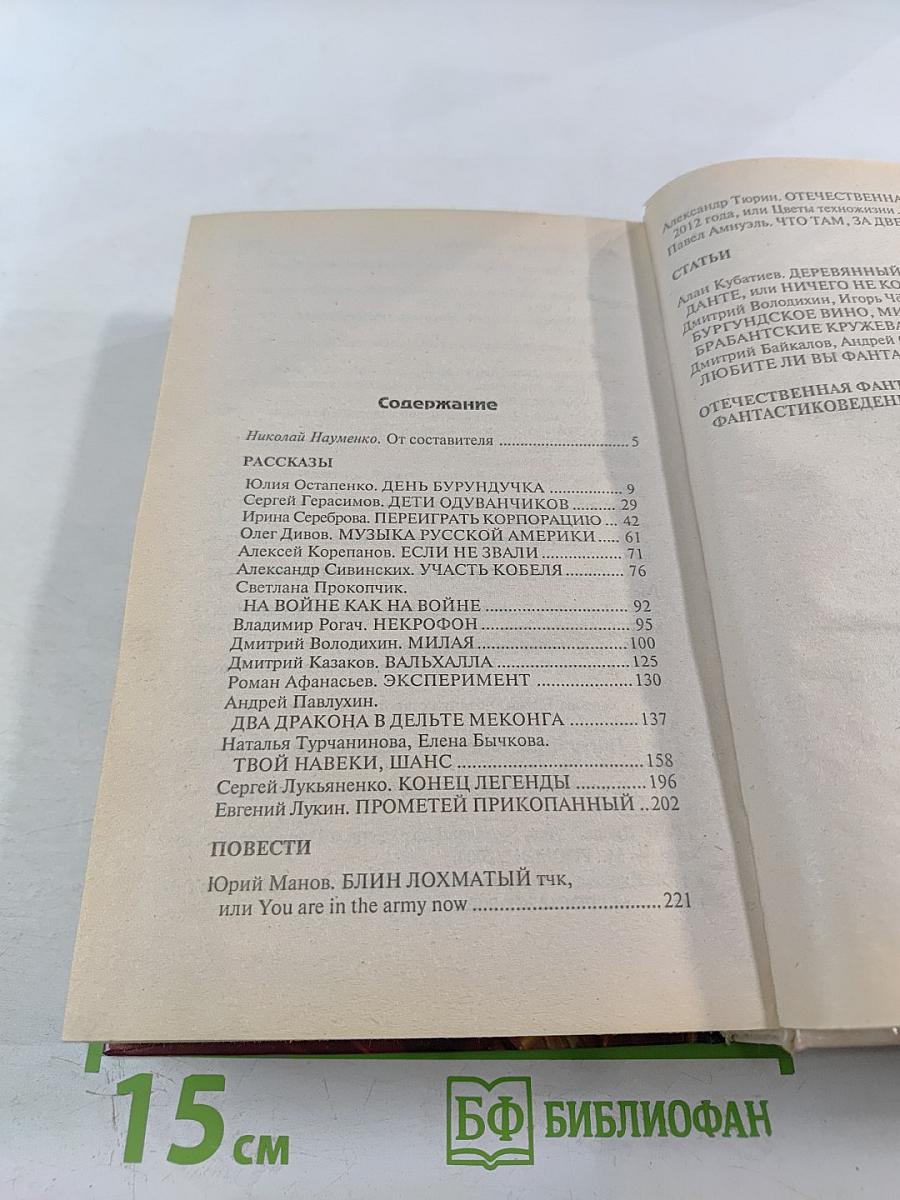 Содержание
Николай Науменко. От составителя ..... 5
РАССКАЗЫ
Юлия Остапенко. ДЕНЬ БУРУНДУЧКА ..... 9
Сергей Герасимов. ДЕТИ ОДУВАНЧИКОВ ..... 29
Ирина Сереброва. ПЕРЕИГРАТЬ КОРПОРАЦИЮ ... 42
Олег Дивов. МУЗЫКА РУССКОЙ АМЕРИКИ ..... 61
Алексей Корепанов. ЕСЛИ НЕ ЗВАЛИ ..... 71
Александр Сивинских. УЧАСТЬ КОБЕЛЯ ..... 76
Светлана Прокопчик.
НА ВОЙНЕ КАК НА ВОЙНЕ ..... 92
Владимир Рогач. НЕКРОФОН ..... 95
Дмитрий Володихин. МИЛАЯ ..... 100
Дмитрий Казаков. ВАЛЬХАЛЛА ..... 125
Роман Афанасьев. ЭКСПЕРИМЕНТ ..... 130
Андрей Павлухин.
ДВА ДРАКОНА В ДЕЛЬТЕ МЕКОНГА ..... 137
Наталья Турчанинова, Елена Бычкова.
ТВОЙ НАВЕКИ, ШАНС ..... 158
Сергей Лукьяненко. КОНЕЦ ЛЕГЕНДЫ ..... 196
Евгений Лукин. ПРОМЕТЕЙ ПРИКОПАННЫЙ ..202
ПОВЕСТИ
Юрий Манов. БЛИН ЛОХМАТЫЙ тчк,
или You are in the army now ..... 221
Александр Тюрин. ОТЕЧЕСТВЕННАЯ
2012 года, или Цветы техножизни
Павел Амнуэль. ЧТО ТАМ, ЗА
СТАТЬИ
Алан Кубатиев. ДЕРЕВЯННЫЙ
ДАНТЕ, или НИЧЕГО НЕ
Дмитрий Володихин, Игорь
БУРГУНДСКОЕ ВИНО,
БРАБАНТСКИЕ КРУЖЕВА
Дмитрий Байкалов, Андрей
ЛЮБИТЕ ЛИ ВЫ
ОТЕЧЕСТВЕННАЯ
15 см
БФ БИБЛИОФАН